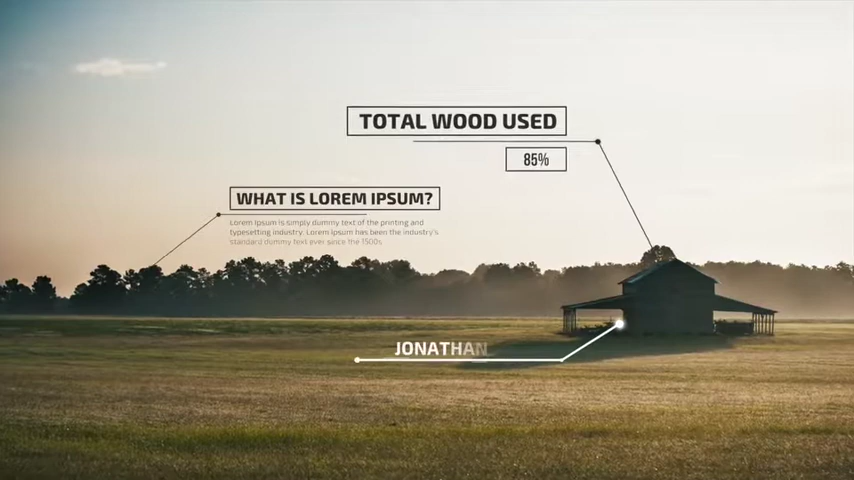 TOTAL WOOD USED
85%
WHAT IS LOREM IPSUM?
Lorem Ipsum is simply dummy text of the printing and
typesetting industry. Lorem Ipsum has been the industry's
standard dummy text ever since the 1500s
JONATHAN